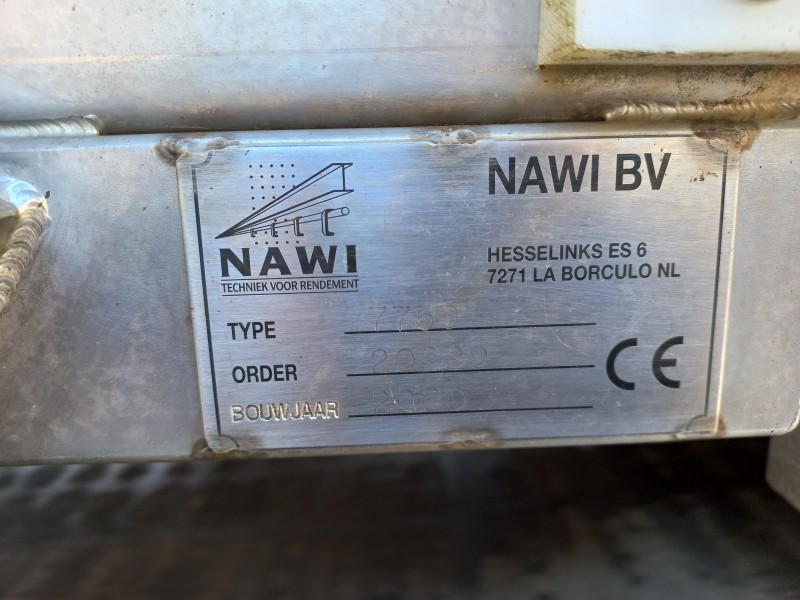 NAWI
TECHNIEK VOOR RENDEMENT
NAWI BV
HESSELINKS ES 6
7271 LA BORCULO NL
TYPE
ORDER
BOUWJAAR
CE